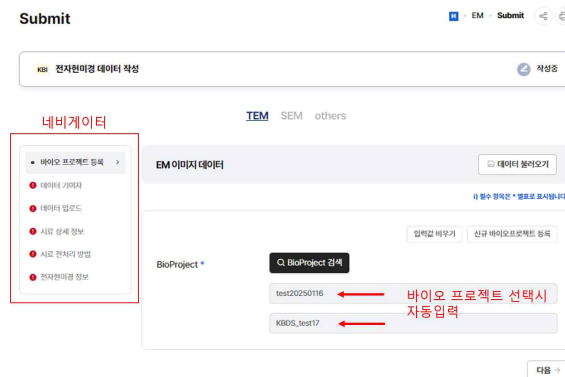 Submit
H · EM · Submit
KBI 전자현미경 데이터 작성
작성중
TEM SEM others
네비게이터
바이오 프로젝트 등록
데이터 기여자
데이터 업로드
시료 상세 정보
시료 전처리 방법
전자현미경 정보
EM 이미지 데이터
데이터 불러오기
i) 필수 항목은 * 별표로 표시됩니다
입력값 비우기 신규 바이오프로젝트 등록
BioProject *
BioProject 검색
test20250116
KBDS_test17
바이오 프로젝트 선택시
자동입력
다음 →